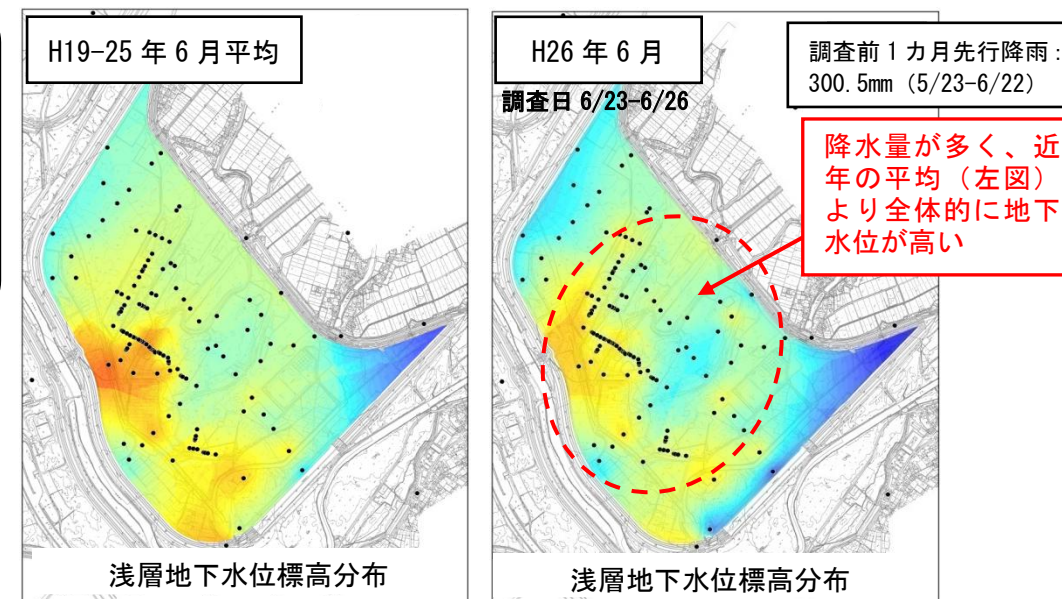 H19-25 年 6 月平均
H26 年 6 月
調査日 6/23-6/26
調査前 1 カ月先行降雨:
300.5mm (5/23-6/22)
降水量が多く、近
年の平均(左図)
より全体的に地下
水位が高い
浅層地下水位標高分布
浅層地下水位標高分布